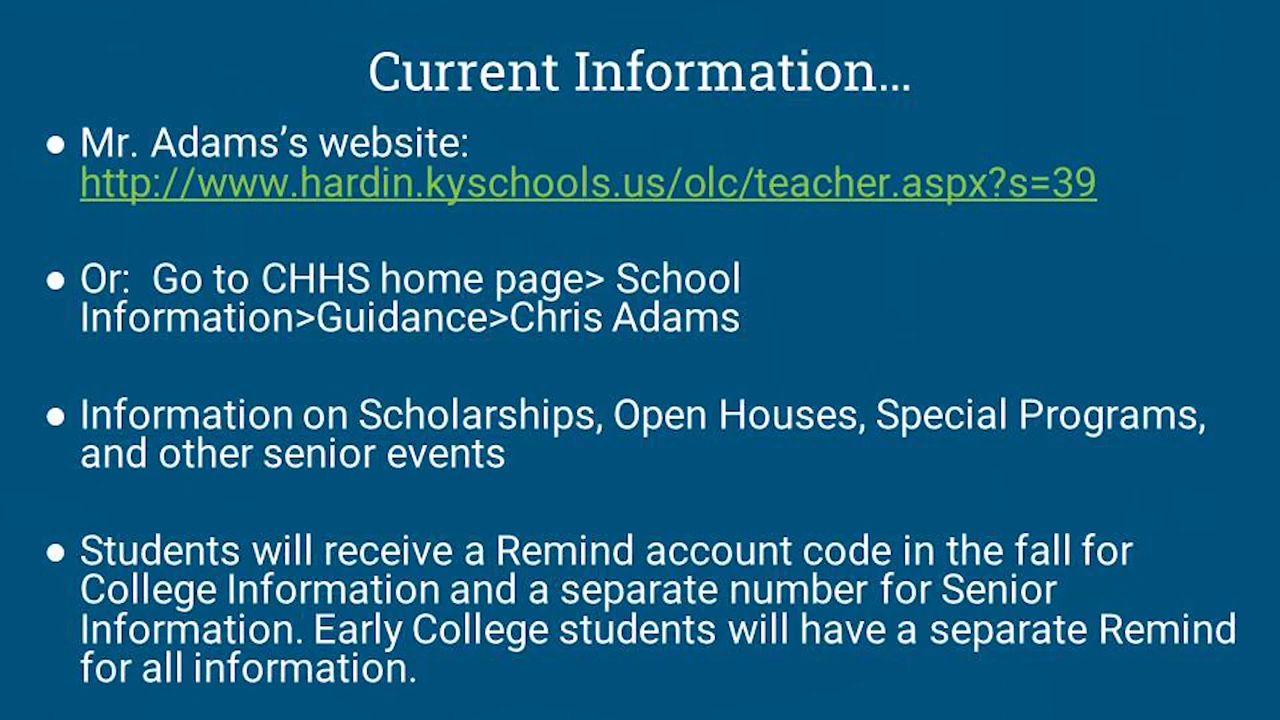 Current Information...
● Mr. Adams’s website:
http://www.hardin.kyschools.us/olc/teacher.aspx?s=39
● Or:  Go to CHHS home page> School
Information>Guidance>Chris Adams
● Information on Scholarships, Open Houses, Special Programs,
and other senior events
● Students will receive a Remind account code in the fall for
College Information and a separate number for Senior
Information. Early College students will have a separate Remind
for all information.